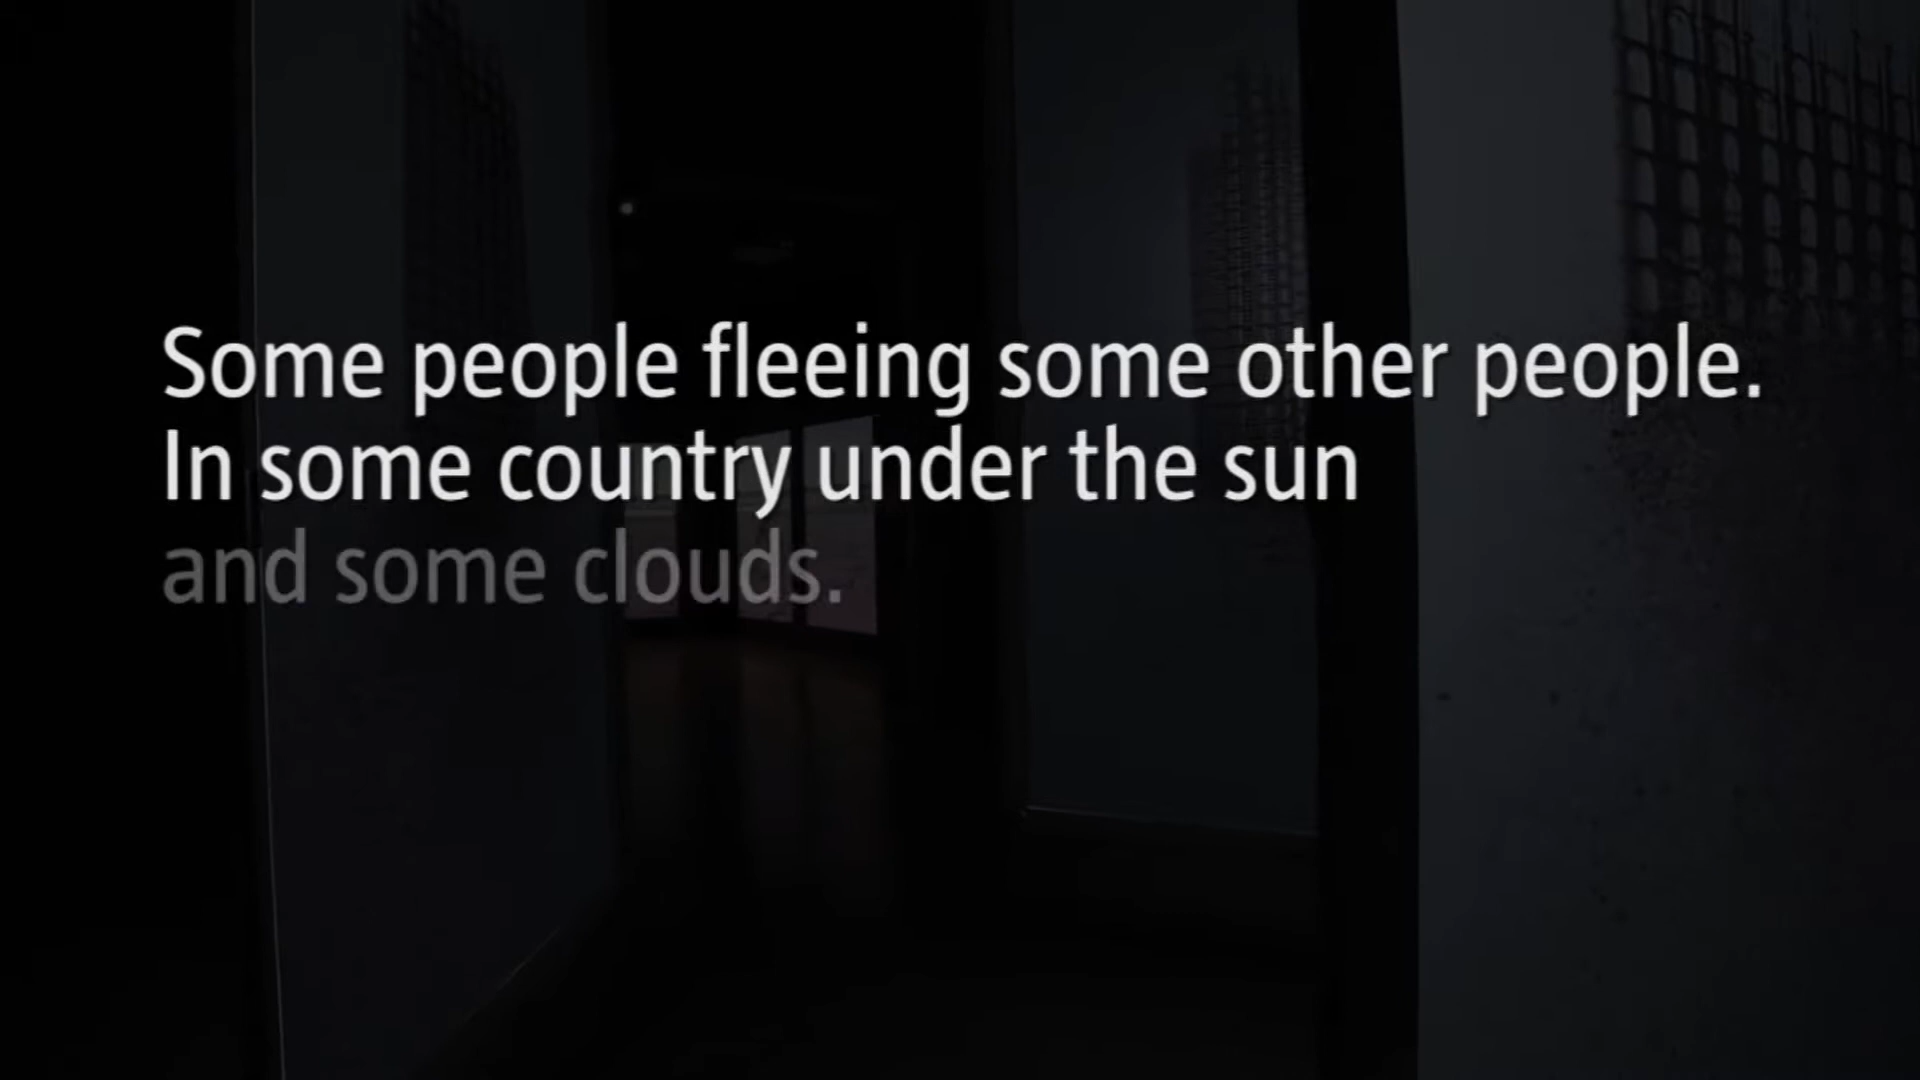 Some people fleeing some other people.
In some country under the sun
and some clouds.